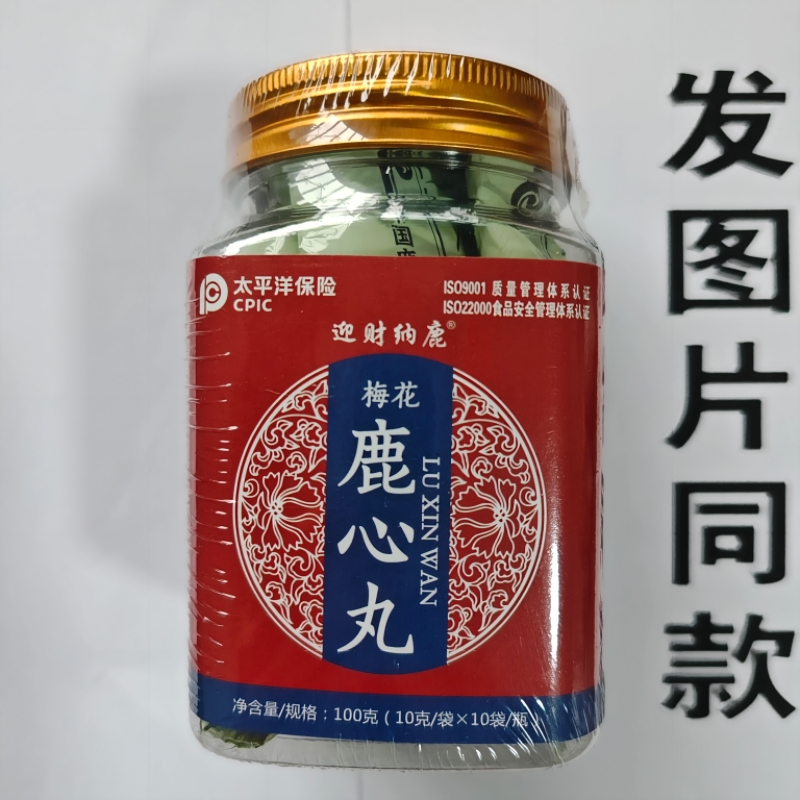 太平洋保险
CPIC
ISO9001 质量管理体系认证
ISO22000食品安全管理体系认证
迎财纳鹿®
梅花
鹿心丸
LU XIN WAN
净含量/规格：100克（10克/袋×10袋/瓶）
发图片同款